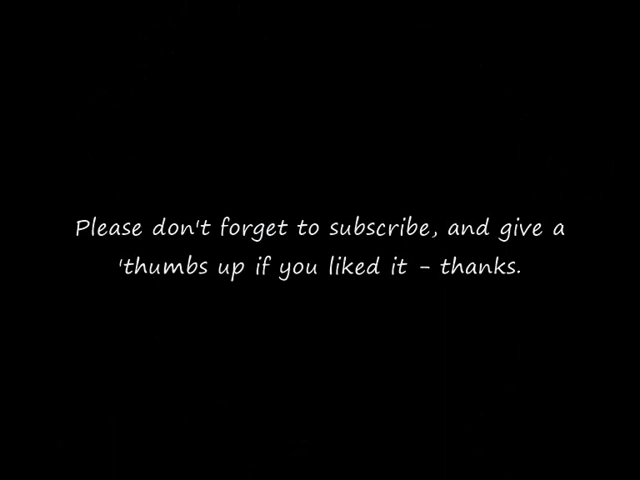 Please don't forget to subscribe, and give a
'thumbs up if you liked it - thanks.